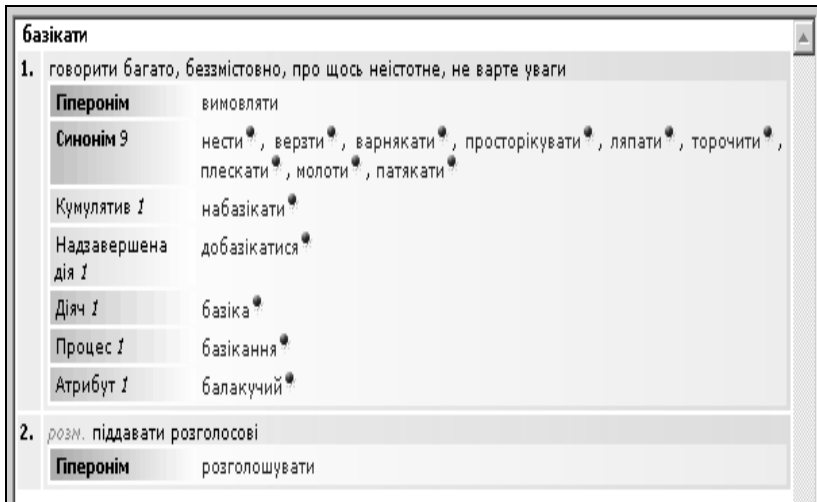 базікати
1. говорити багато, беззмістовно, про щось неістотне, не варте уваги
Гіперонім вимовляти
Синонім 9 нести, верзти, варнякати, просторікувати, ляпати, торочити,
плескати, молоти, патякати
Кумулятив 1 набазікати
Надзавершена дія 1 добазікатися
Діяч 1 базіка
Процес 1 базікання
Атрибут 1 балакучий
2. розм. піддавати розголосові
Гіперонім розголошувати